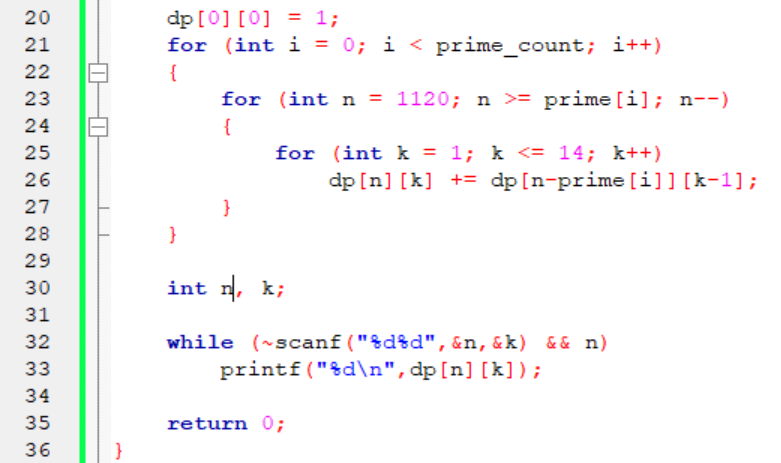 20 dp[0][0] = 1;
21 for (int i = 0; i < prime_count; i++)
22 {
23 for (int n = 1120; n >= prime[i]; n--)
24 {
25 for (int k = 1; k <= 14; k++)
26 dp[n][k] += dp[n-prime[i]][k-1];
27 }
28 }
29
30 int n, k;
31
32 while (~scanf("%d%d",&n,&k) && n)
33 printf("%d\n",dp[n][k]);
34
35 return 0;
36 }